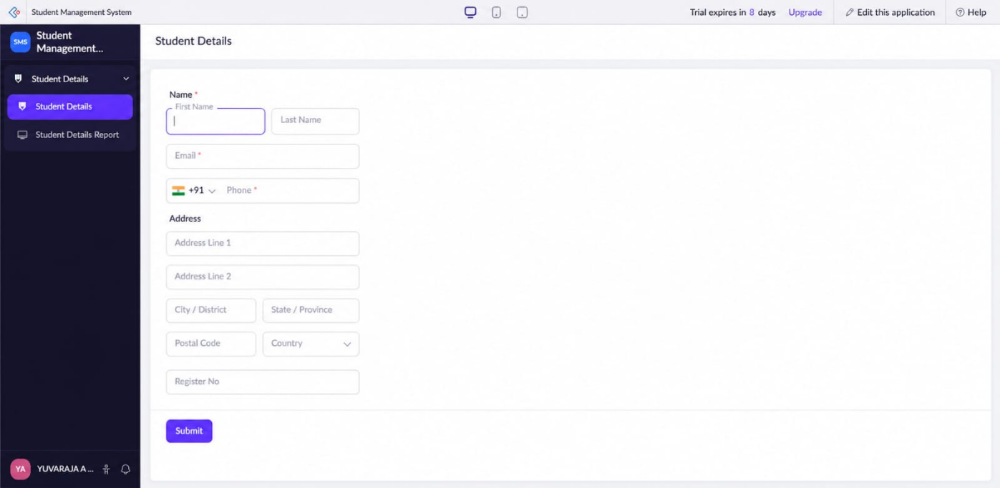 Student Management System
Trial expires in 8 days Upgrade Edit this application Help
SMS Student Management...
Student Details
Student Details
Student Details Report
YA YUVARAJA A ...
Student Details
Name *
First Name Last Name
Email *
+91 Phone *
Address
Address Line 1
Address Line 2
City / District State / Province
Postal Code Country
Register No
Submit